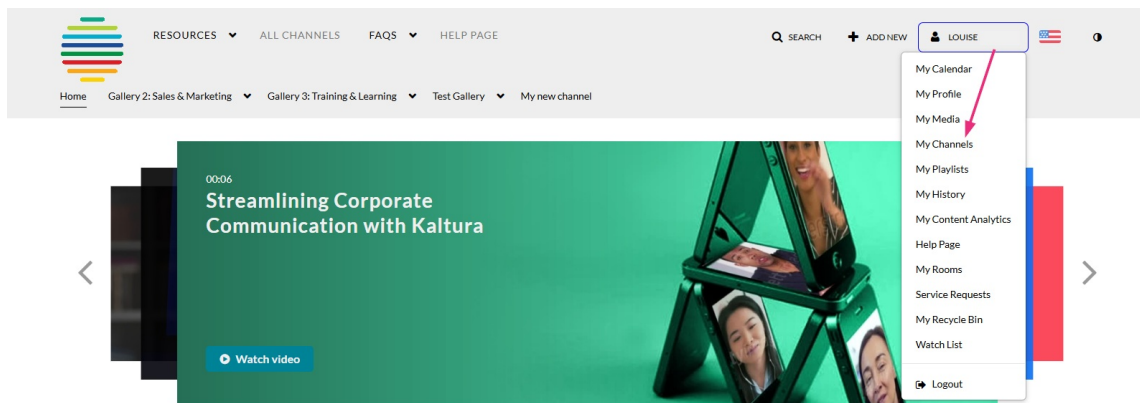 RESOURCES ALL CHANNELS FAQS HELP PAGE SEARCH ADD NEW LOUISE
Home Gallery 2: Sales & Marketing Gallery 3: Training & Learning Test Gallery My new channel
My Calendar
My Profile
My Media
My Channels
My Playlists
My History
My Content Analytics
Help Page
My Rooms
Service Requests
My Recycle Bin
Watch List
Logout
00:06
Streamlining Corporate
Communication with Kaltura
Watch video